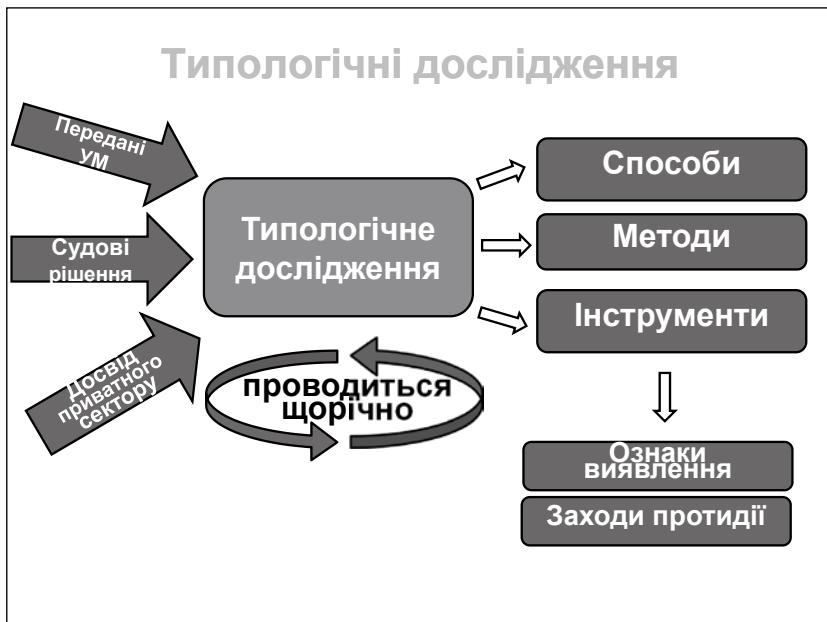 Типологічні дослідження
Передані
УМ
Судові
рішення
Досвід
приватного
сектору
Типологічне
дослідження
проводиться
щорічно
Способи
Методи
Інструменти
Ознаки
виявлення
Заходи протидії